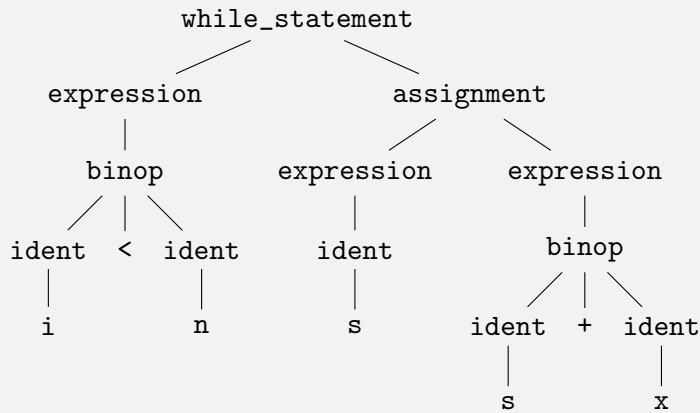 while_statement
expression assignment
binop expression expression
ident < ident ident binop
i n s ident + ident
s x